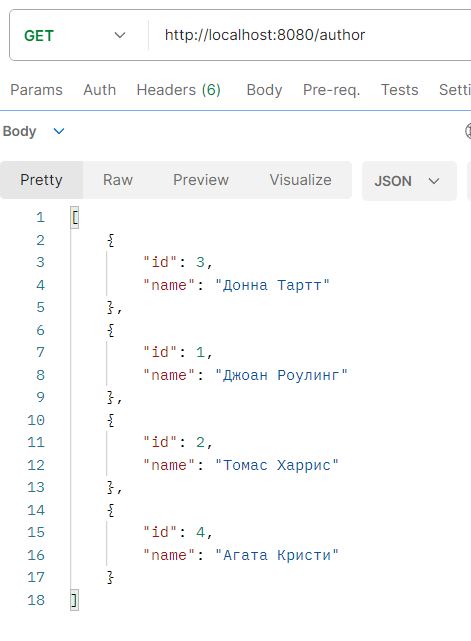 GET http://localhost:8080/author
Params Auth Headers (6) Body Pre-req. Tests Setti
Body
Pretty Raw Preview Visualize JSON
1 [
2 {
3 "id": 3,
4 "name": "Донна Тартт"
5 },
6 {
7 "id": 1,
8 "name": "Джоан Роулинг"
9 },
10 {
11 "id": 2,
12 "name": "Томас Харрис"
13 },
14 {
15 "id": 4,
16 "name": "Агата Кристи"
17 }
18 ]